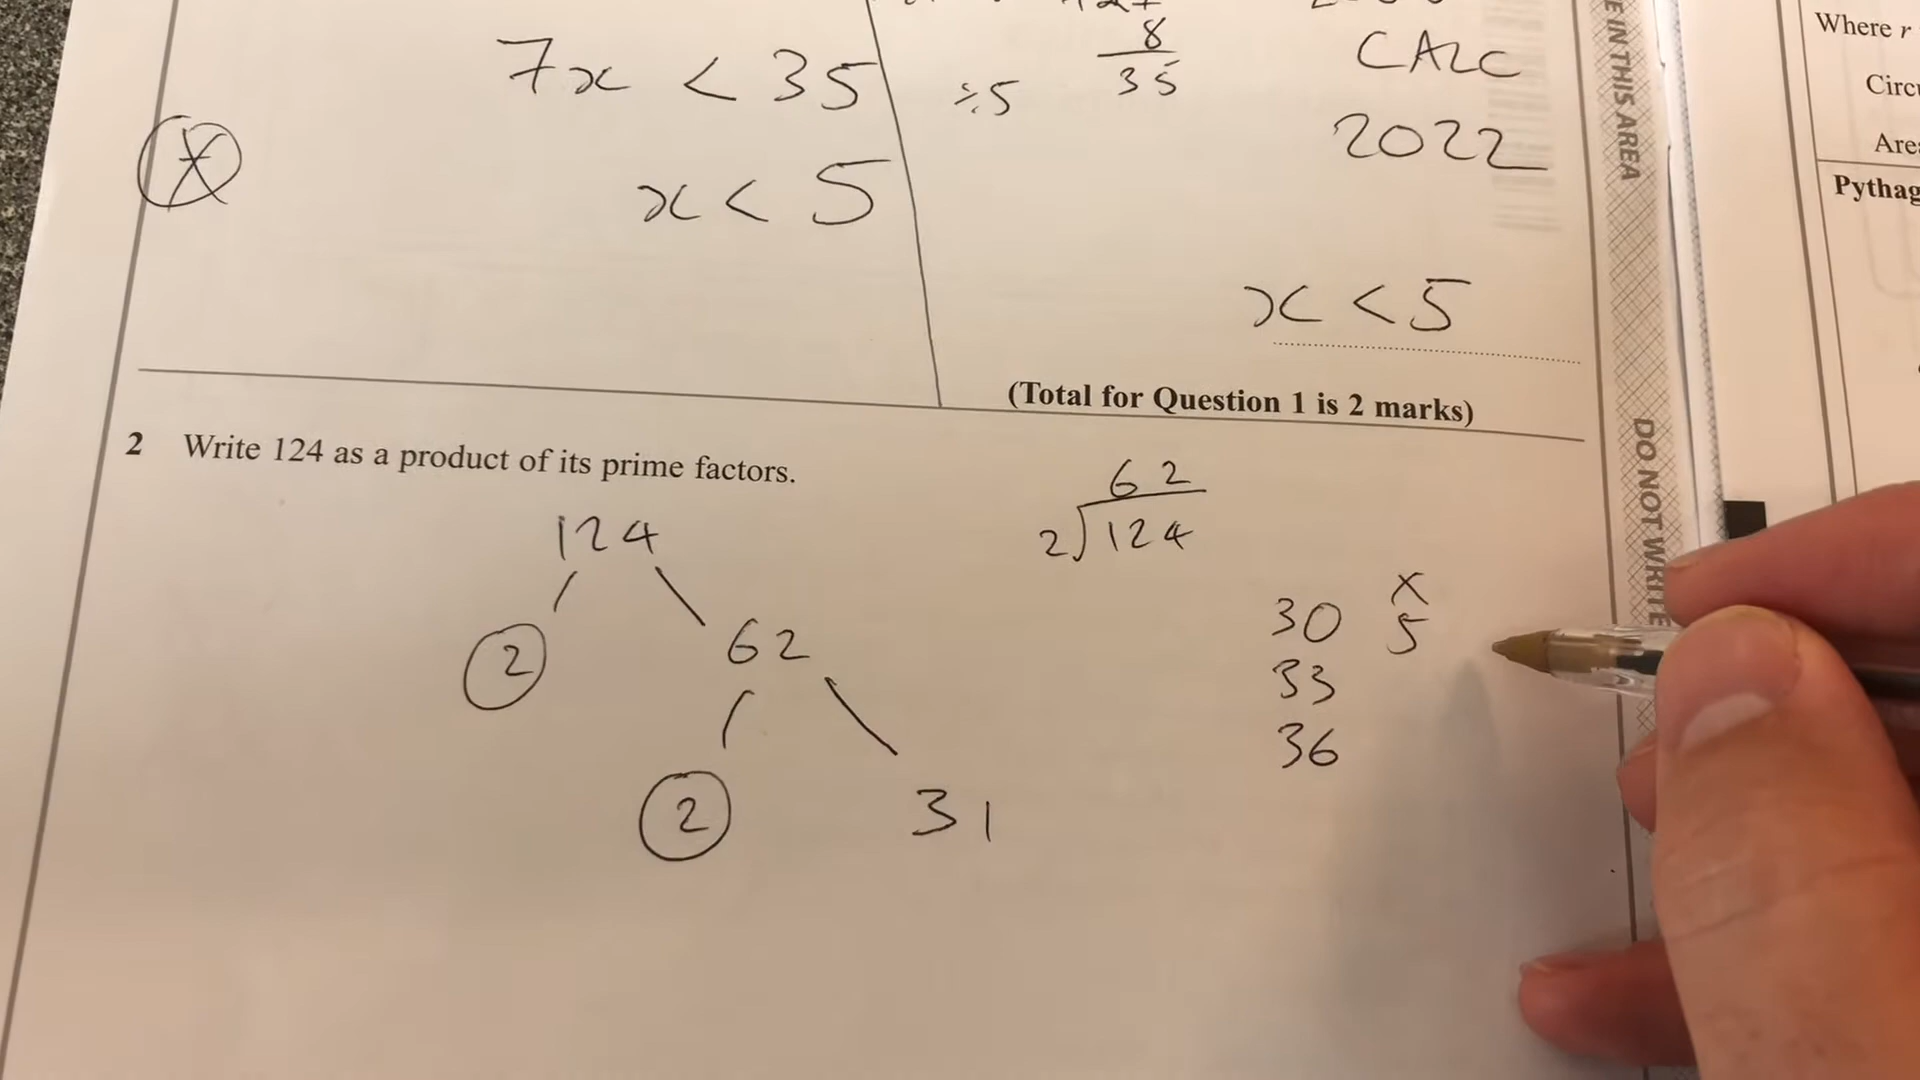 7x < 35
÷5
8
35
CALC
2022
x < 5
x < 5
(Total for Question 1 is 2 marks)
2 Write 124 as a product of its prime factors.
124
2
62
2
31
62
2 124
30
33
36
x
5
E IN THIS AREA
DO NOT WRITE
Where r
Circu
Area
Pythag